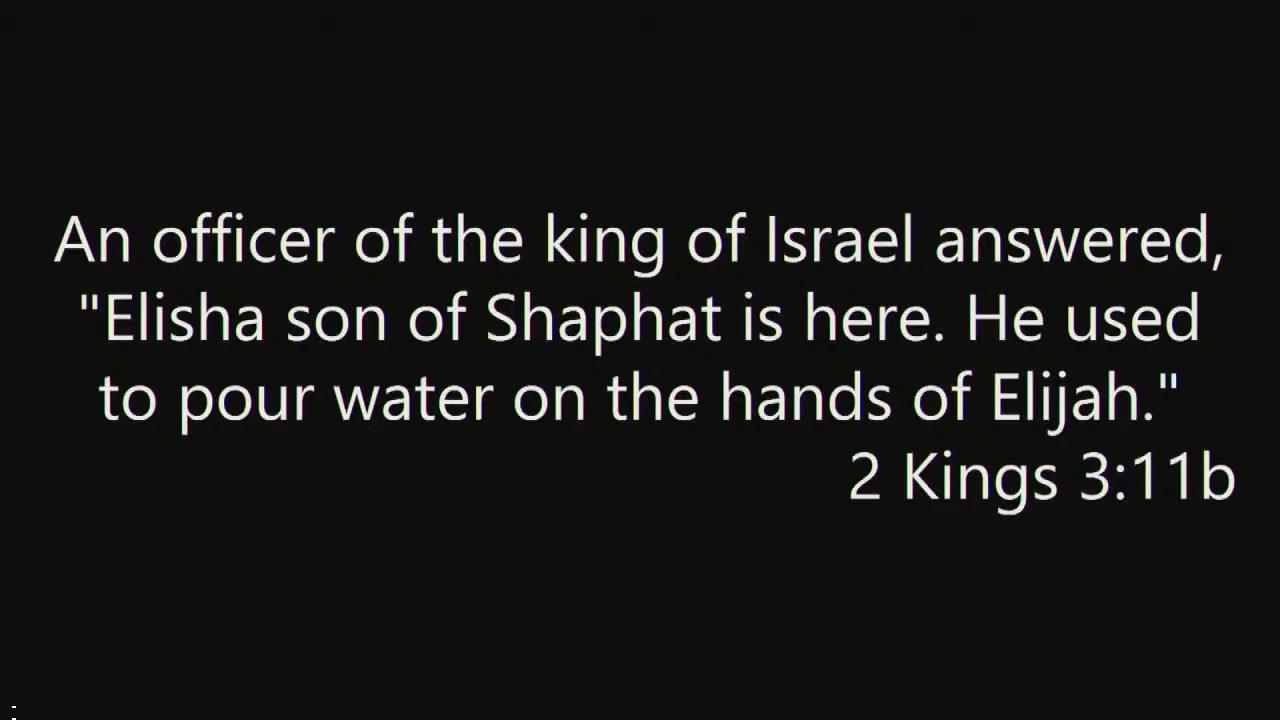 An officer of the king of Israel answered,
"Elisha son of Shaphat is here. He used
to pour water on the hands of Elijah."
2 Kings 3:11b